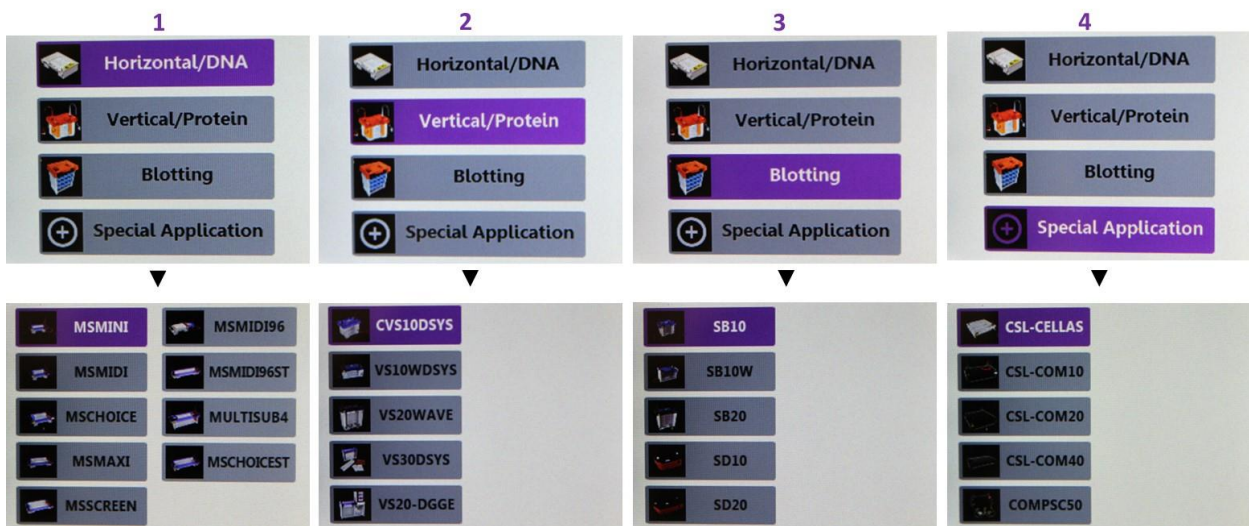 1
Horizontal/DNA
Vertical/Protein
Blotting
Special Application
MSMINI
MSMIDI
MSCHOICE
MSMAXI
MSSCREEN
MSMIDI96
MSMIDI96ST
MULTISUB4
MSCHOICEST
2
Horizontal/DNA
Vertical/Protein
Blotting
Special Application
CVS10DSYS
VS10WDSYS
VS20WAVE
VS30DSYS
VS20-DGGE
3
Horizontal/DNA
Vertical/Protein
Blotting
Special Application
SB10
SB10W
SB20
SD10
SD20
4
Horizontal/DNA
Vertical/Protein
Blotting
Special Application
CSL-CELLAS
CSL-COM10
CSL-COM20
CSL-COM40
COMPSC50